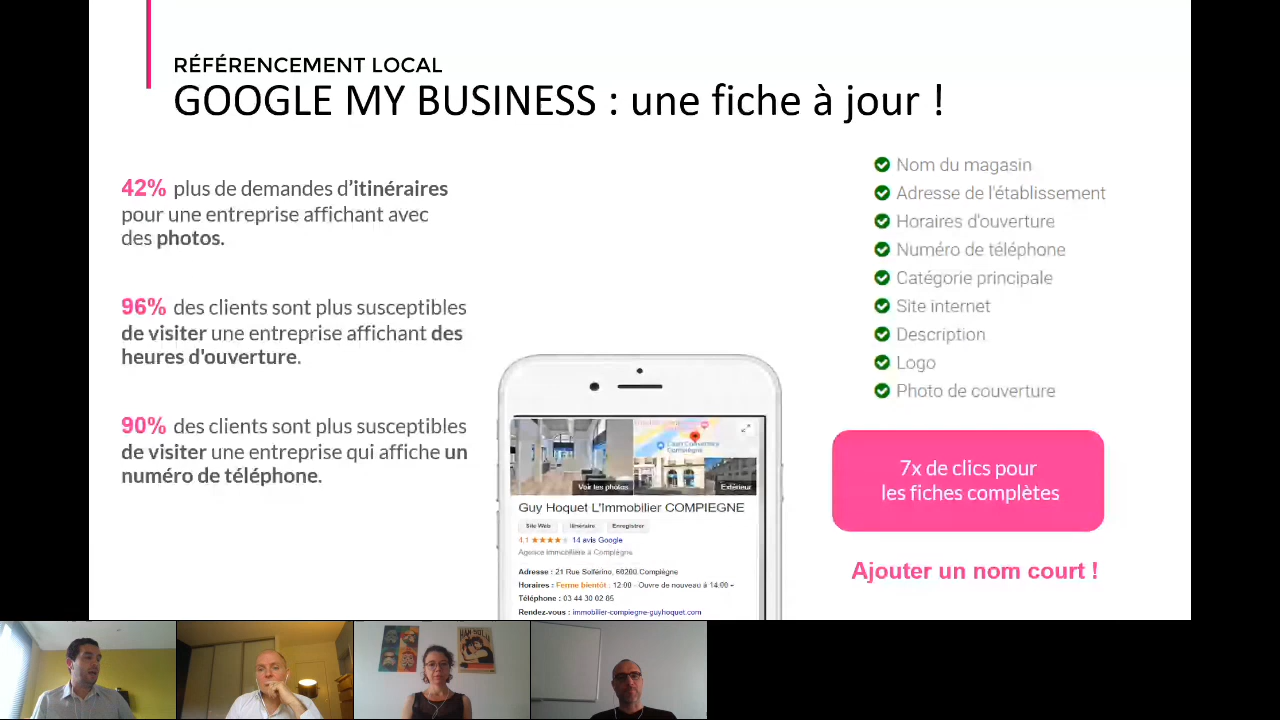 RÉFÉRENCEMENT LOCAL
GOOGLE MY BUSINESS : une fiche à jour !
42% plus de demandes d'itinéraires
pour une entreprise affichant avec
des photos.
96% des clients sont plus susceptibles
de visiter une entreprise affichant des
heures d'ouverture.
90% des clients sont plus susceptibles
de visiter une entreprise qui affiche un
numéro de téléphone.
Voir les photos
Extérieur
Guy Hoquet L'Immobilier COMPIEGNE
Site Web Itinéraire Enregistrer
4,1 14 avis Google
Agence immobilière à Compiègne
Adresse : 21 Rue Solférino, 60200 Compiègne
Horaires : Ferme bientôt : 12:00 - Ouvre de nouveau à 14:00
Téléphone : 03 44 30 02 85
Rendez-vous : immobilier-compiegne-guyhoquet.com
Nom du magasin
Adresse de l'établissement
Horaires d'ouverture
Numéro de téléphone
Catégorie principale
Site internet
Description
Logo
Photo de couverture
7x de clics pour
les fiches complètes
Ajouter un nom court !
HAN SOLO